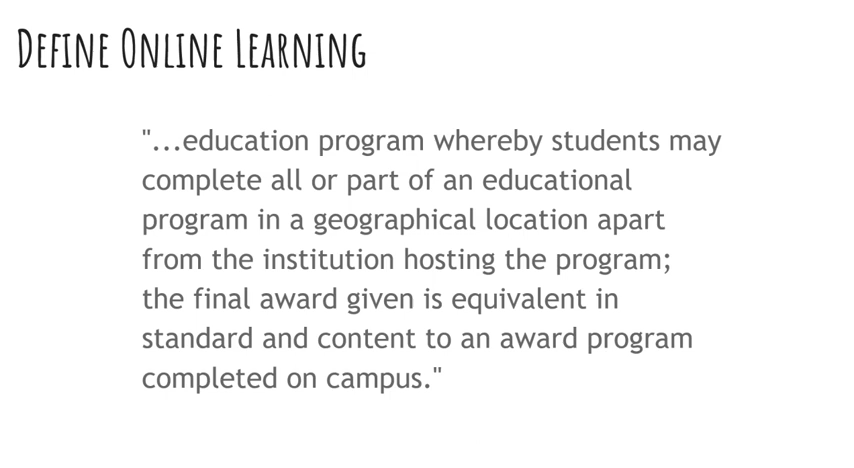 Define Online Learning
"...education program whereby students may
complete all or part of an educational
program in a geographical location apart
from the institution hosting the program;
the final award given is equivalent in
standard and content to an award program
completed on campus."